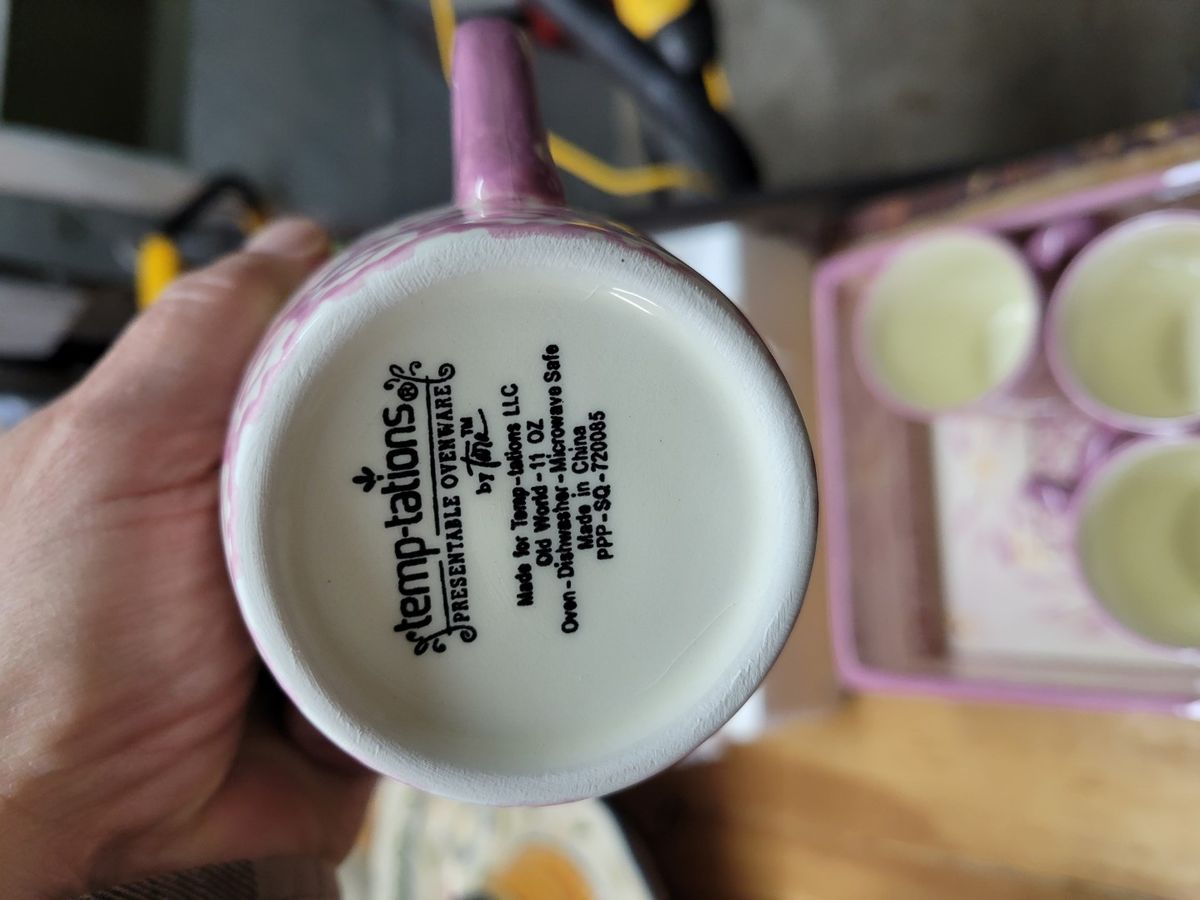 temp-tations®
PRESENTABLE OVENWARE
by Tara™
Made for Temp-tations LLC
Old World - 11 OZ
Oven - Dishwasher - Microwave Safe
Made in China
PPP - SQ - 720085